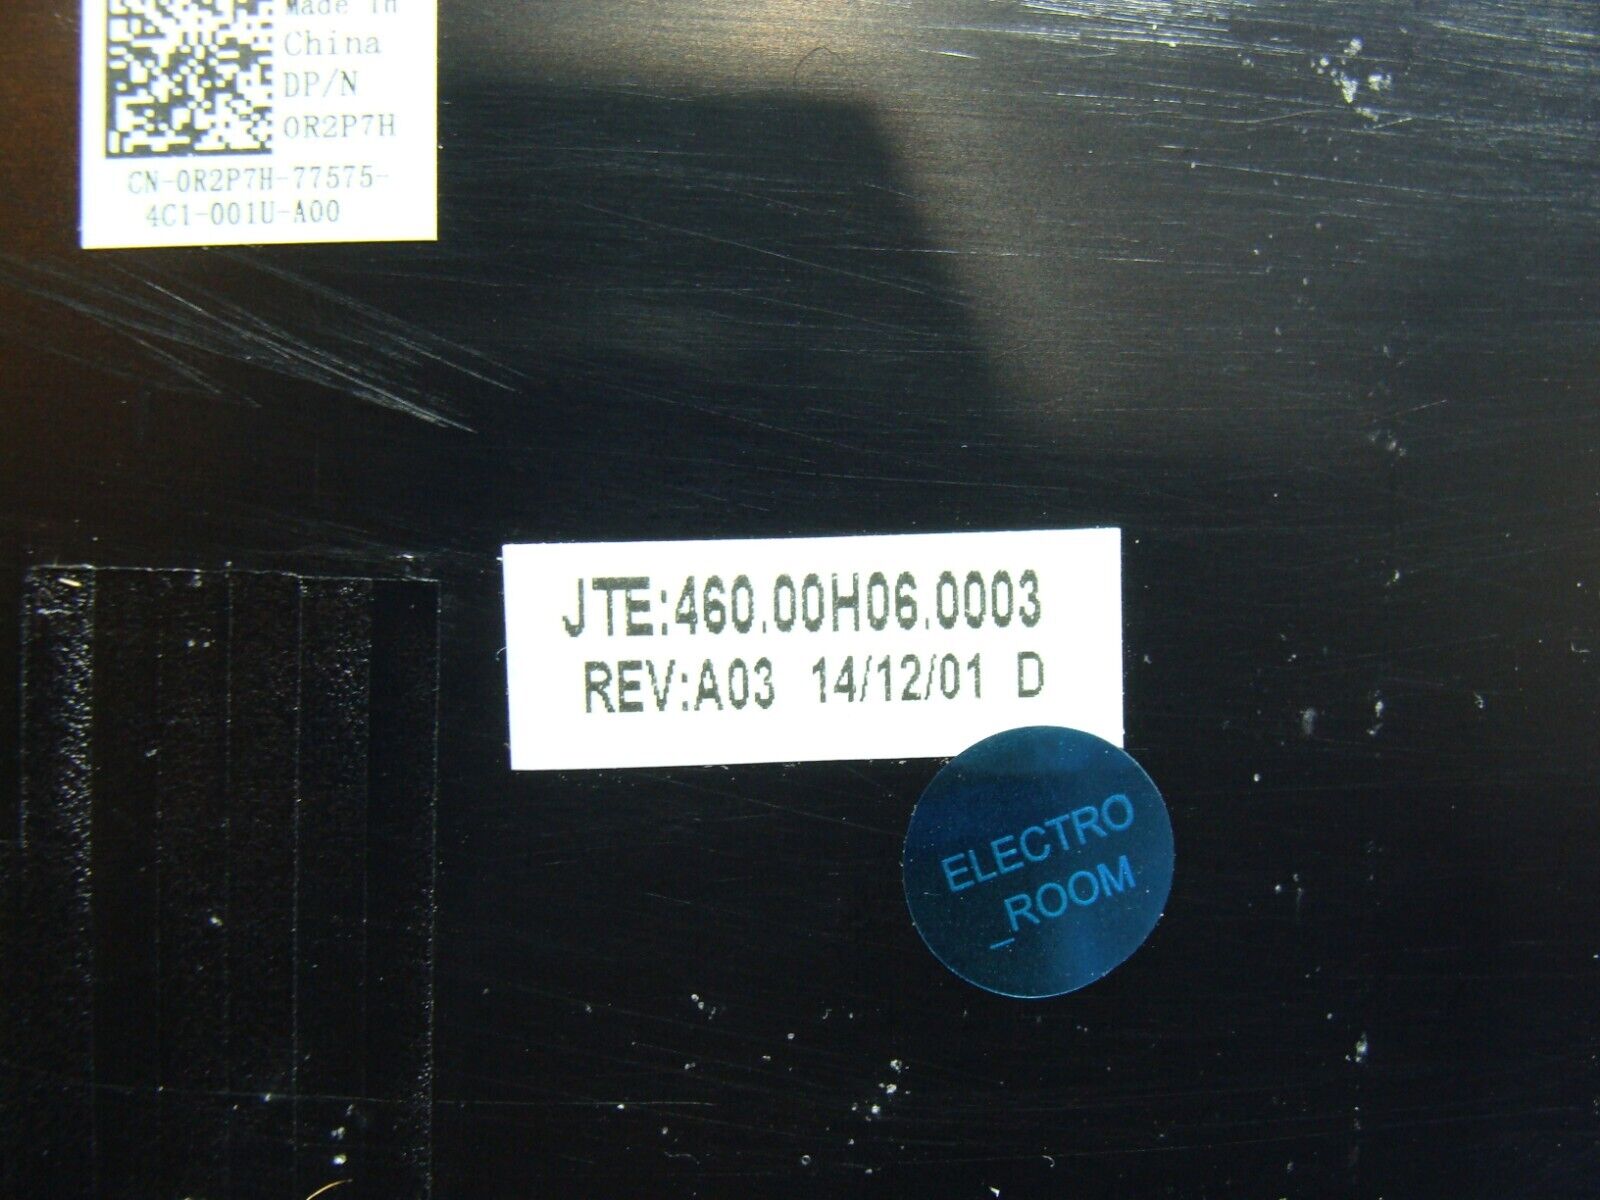 Made in
China
DP/N
0R2P7H
CN-0R2P7H-77575-
4C1-001U-A00
JTE:460.00H06.0003
REV:A03 14/12/01 D
ELECTRO
_ROOM